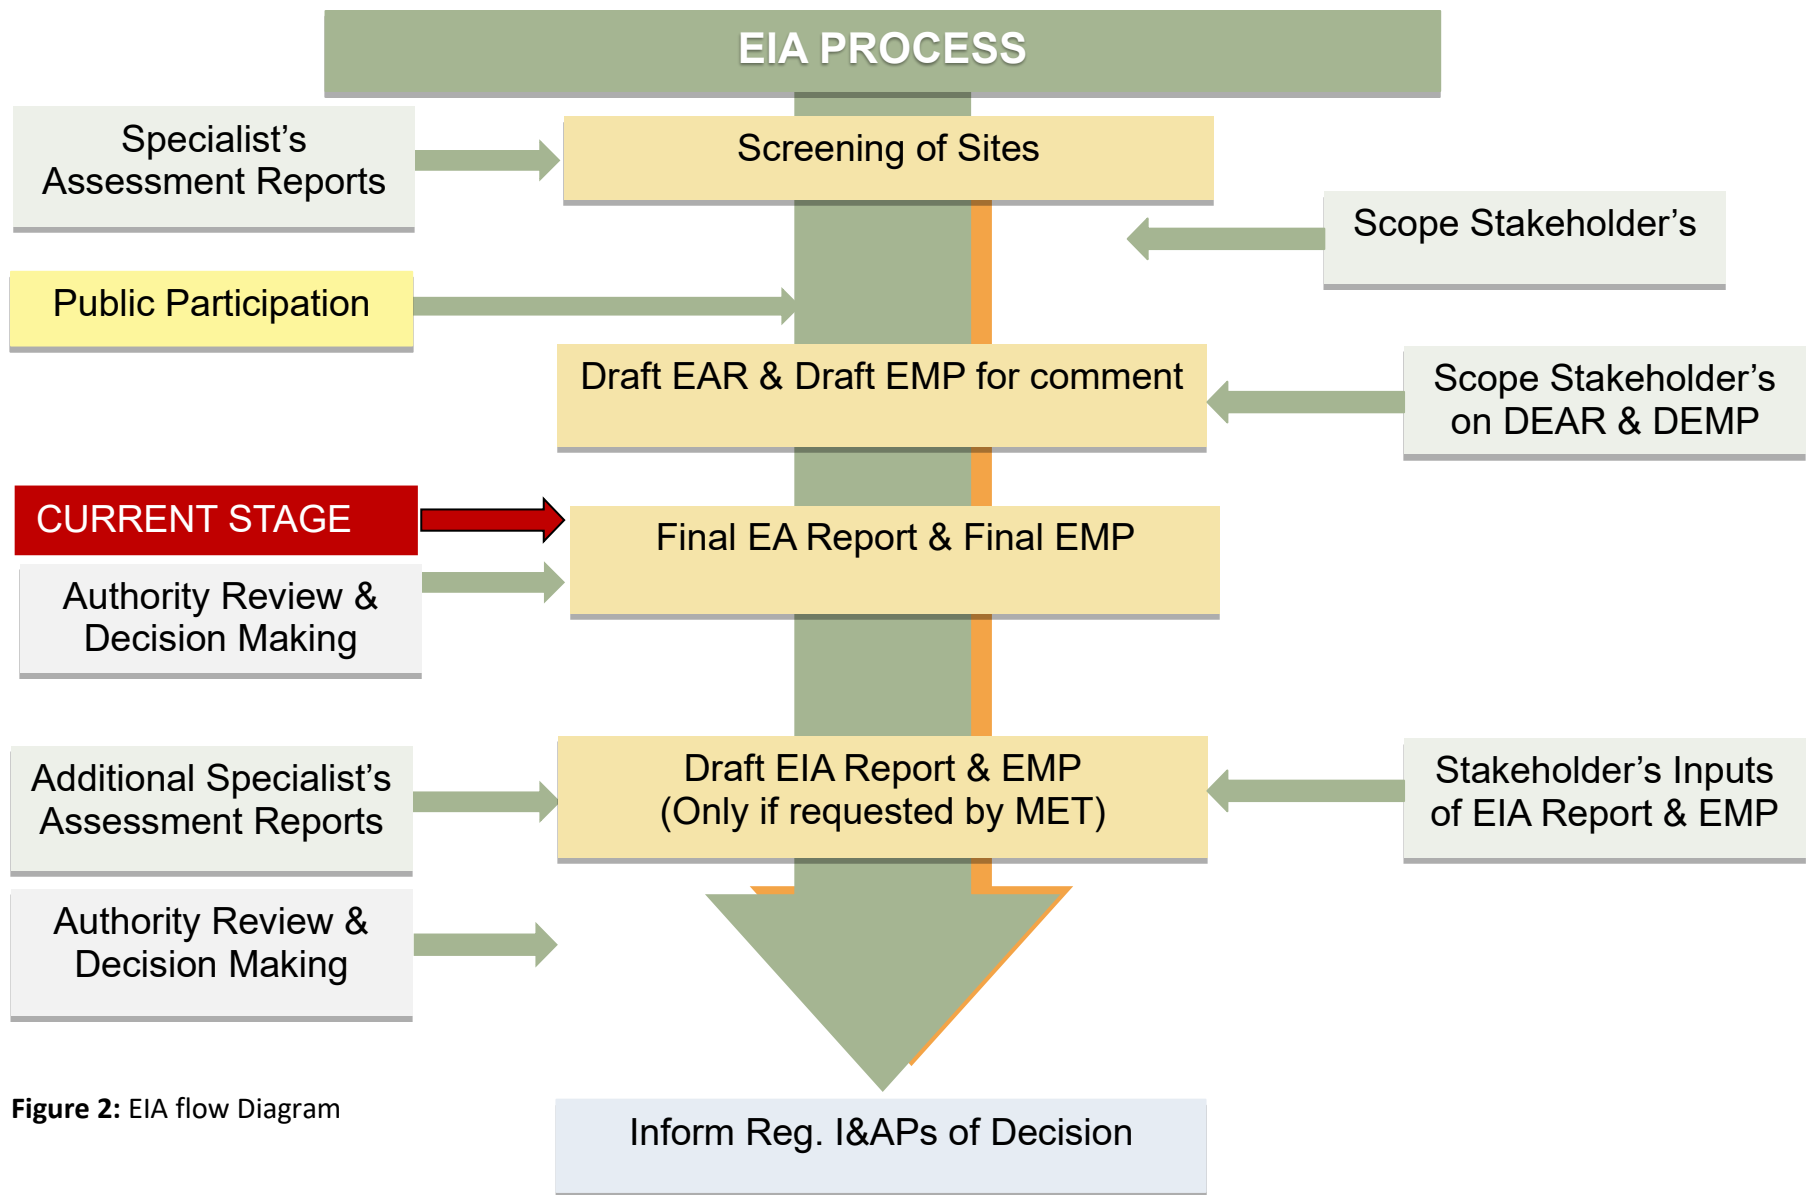 EIA PROCESS
Specialist's
Assessment Reports
Screening of Sites
Scope Stakeholder's
Public Participation
Draft EAR & Draft EMP for comment
Scope Stakeholder's
on DEAR & DEMP
CURRENT STAGE
Final EA Report & Final EMP
Authority Review &
Decision Making
Additional Specialist's
Assessment Reports
Draft EIA Report & EMP
(Only if requested by MET)
Stakeholder's Inputs
of EIA Report & EMP
Authority Review &
Decision Making
Figure 2: EIA flow Diagram
Inform Reg. I&APs of Decision